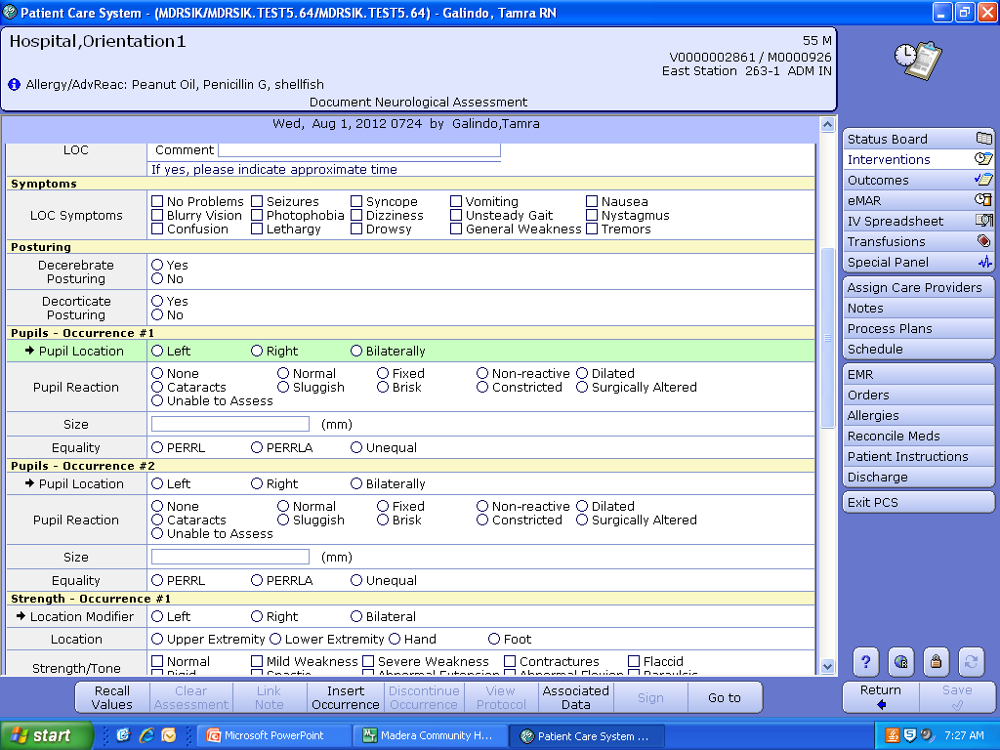 Patient Care System - (MDRSIK/MDRSIK.TEST5.64/MDRSIK.TEST5.64) - Galindo, Tamra RN
Hospital,Orientation1
55 M
V0000002861 / M0000926
East Station 263-1 ADM IN
Allergy/AdvReac: Peanut Oil, Penicillin G, shellfish
Document Neurological Assessment
Wed, Aug 1, 2012 0724 by Galindo,Tamra
LOC Comment
If yes, please indicate approximate time
Symptoms
LOC Symptoms
No Problems Seizures Syncope Vomiting Nausea
Blurry Vision Photophobia Dizziness Unsteady Gait Nystagmus
Confusion Lethargy Drowsy General Weakness Tremors
Posturing
Decerebrate Posturing
Yes
No
Decorticate Posturing
Yes
No
Pupils - Occurrence #1
Pupil Location Left Right Bilaterally
Pupil Reaction
None Normal Fixed Non-reactive Dilated
Cataracts Sluggish Brisk Constricted Surgically Altered
Unable to Assess
Size (mm)
Equality PERRL PERRLA Unequal
Pupils - Occurrence #2
Pupil Location Left Right Bilaterally
Pupil Reaction
None Normal Fixed Non-reactive Dilated
Cataracts Sluggish Brisk Constricted Surgically Altered
Unable to Assess
Size (mm)
Equality PERRL PERRLA Unequal
Strength - Occurrence #1
Location Modifier Left Right Bilateral
Location Upper Extremity Lower Extremity Hand Foot
Strength/Tone
Normal Mild Weakness Severe Weakness Contractures Flaccid
Rigid Spastic Abnormal Extension Abnormal Flexion Paralysis
Recall Values
Clear Assessment
Link Note
Insert Occurrence
Discontinue Occurrence
View Protocol
Associated Data
Sign
Go to
Status Board
Interventions
Outcomes
eMAR
IV Spreadsheet
Transfusions
Special Panel
Assign Care Providers
Notes
Process Plans
Schedule
EMR
Orders
Allergies
Reconcile Meds
Patient Instructions
Discharge
Exit PCS
?
Return
Save
start
Microsoft PowerPoint
Madera Community H...
Patient Care System ...
7:27 AM